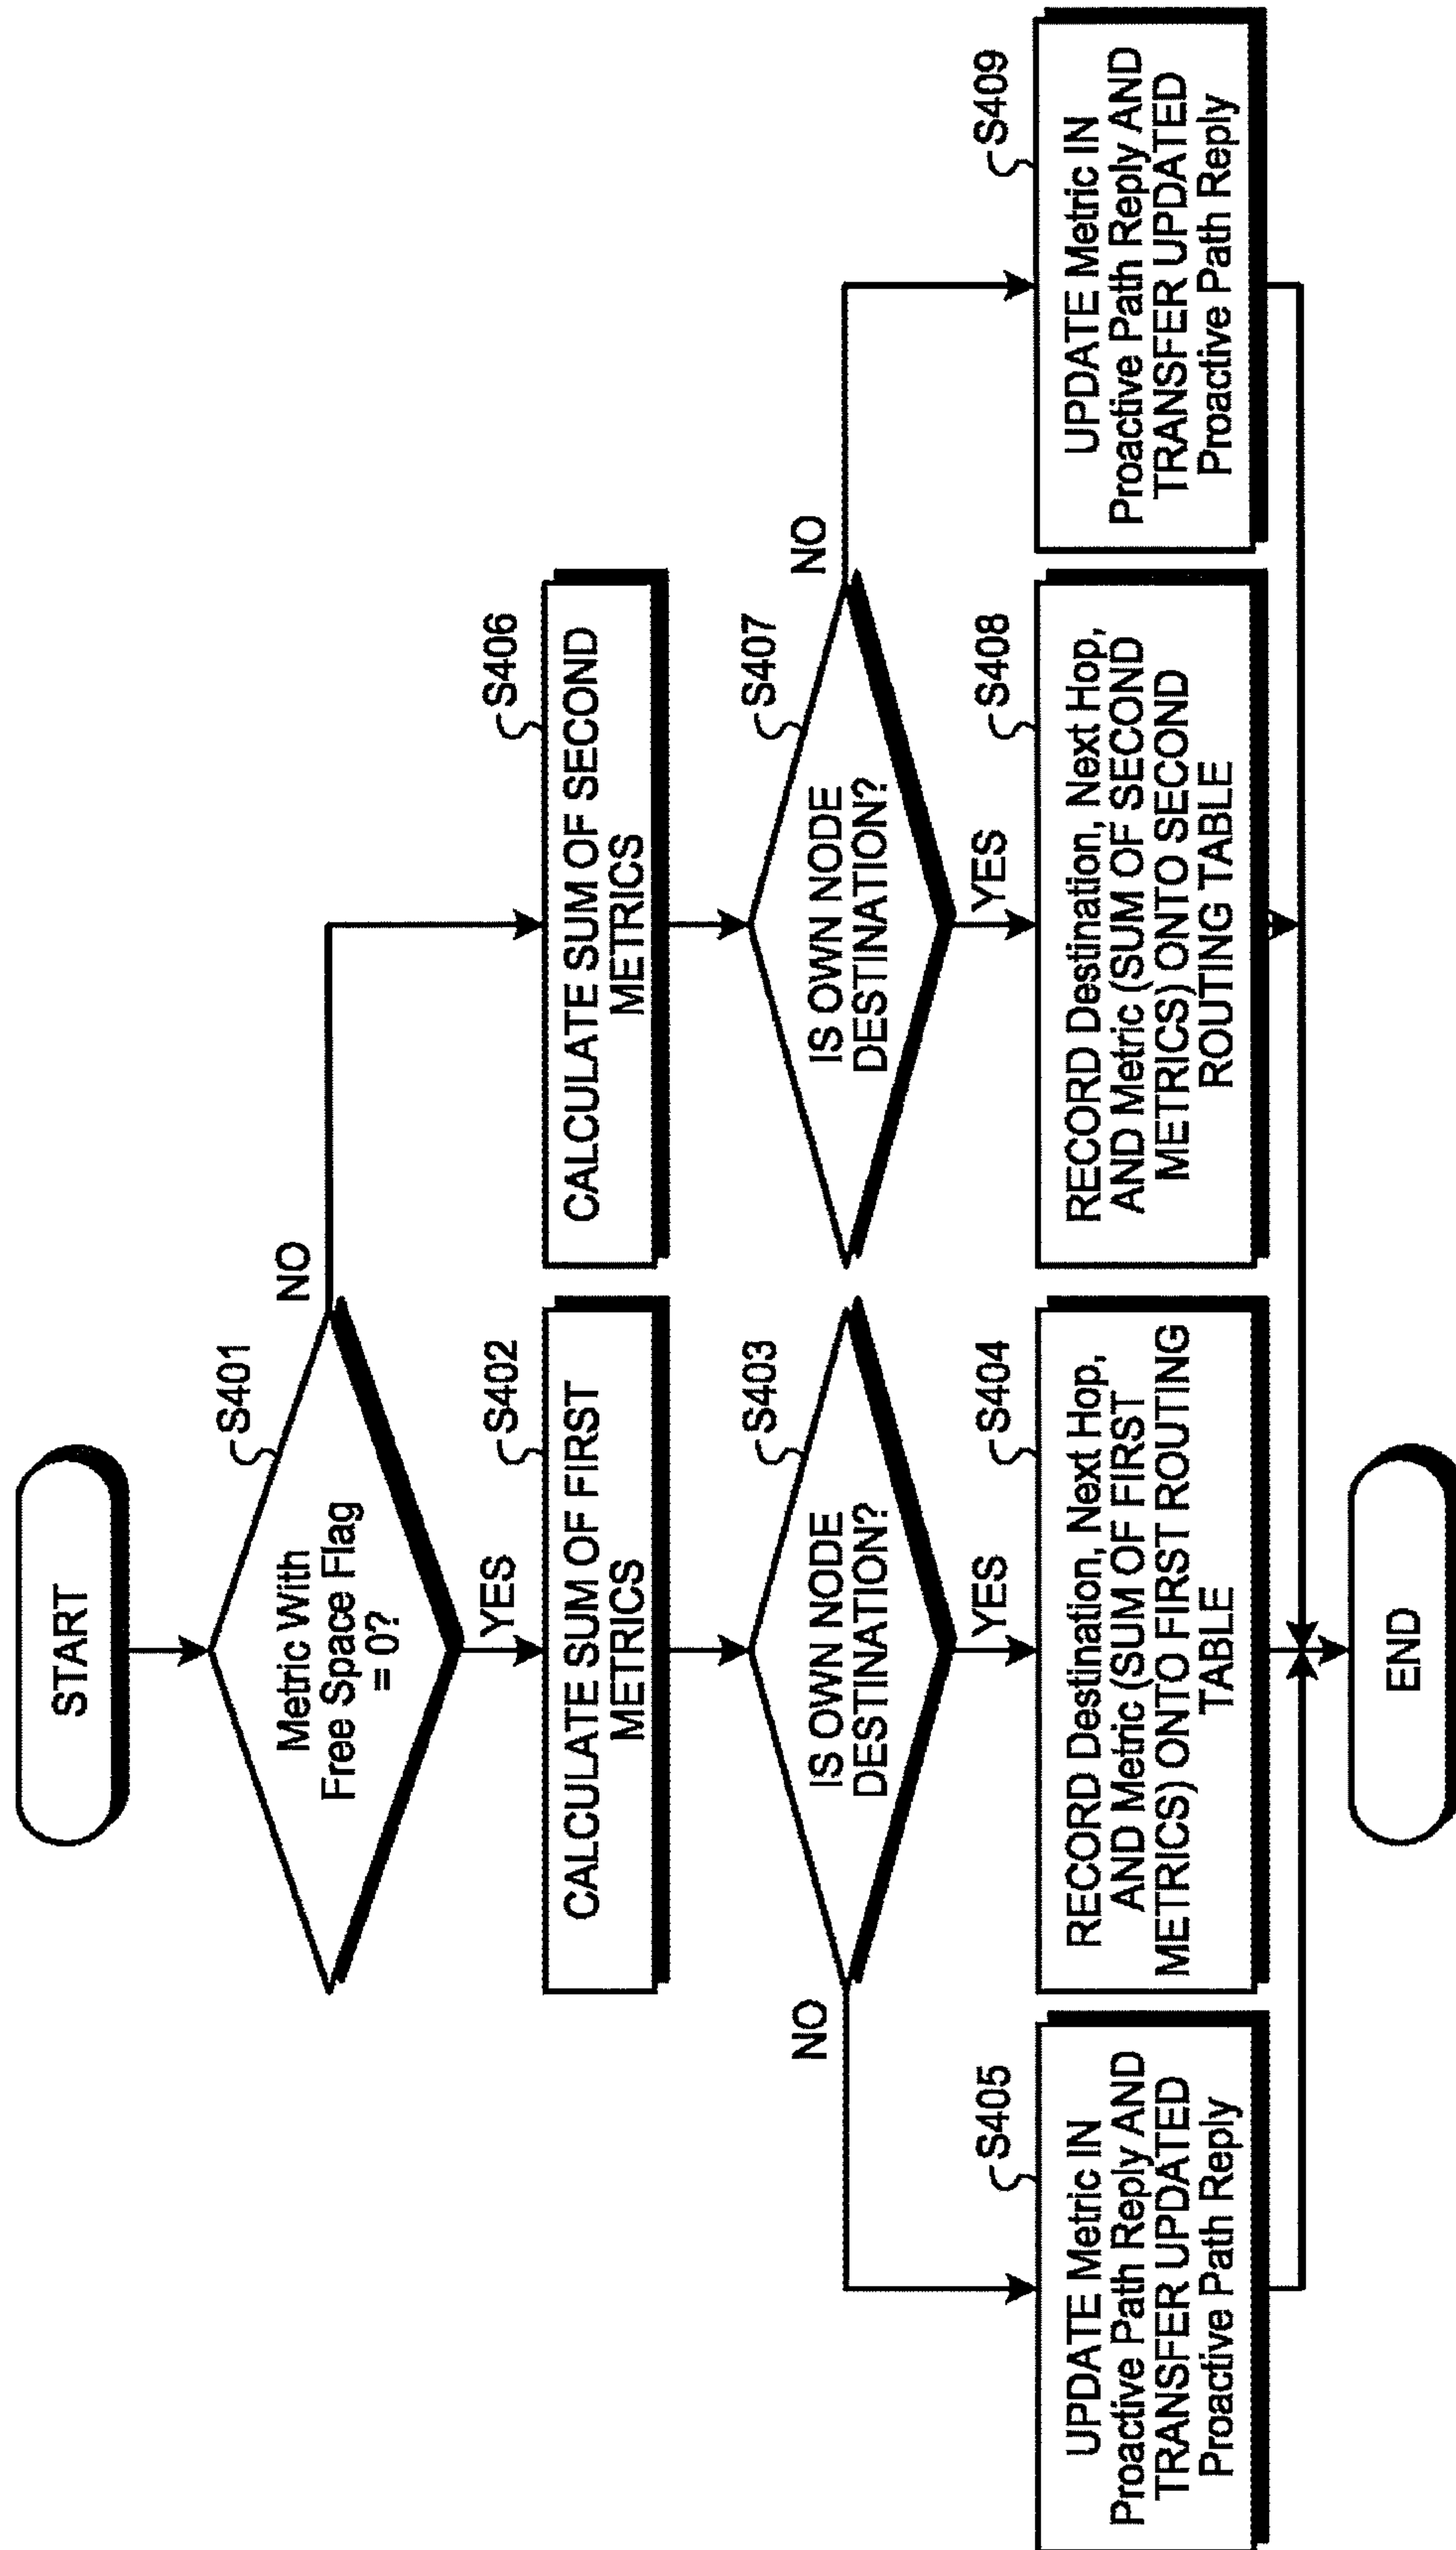 START
S401
Metric With
Free Space Flag
= 0?
NO
YES
S402
CALCULATE SUM OF FIRST
METRICS
S406
CALCULATE SUM OF SECOND
METRICS
S403
IS OWN NODE
DESTINATION?
NO
YES
S407
IS OWN NODE
DESTINATION?
NO
YES
S405
UPDATE Metric IN
Proactive Path Reply AND
TRANSFER UPDATED
Proactive Path Reply
S404
RECORD Destination, Next Hop,
AND Metric (SUM OF FIRST
METRICS) ONTO FIRST ROUTING
TABLE
S408
RECORD Destination, Next Hop,
AND Metric (SUM OF SECOND
METRICS) ONTO SECOND
ROUTING TABLE
S409
UPDATE Metric IN
Proactive Path Reply AND
TRANSFER UPDATED
Proactive Path Reply
END